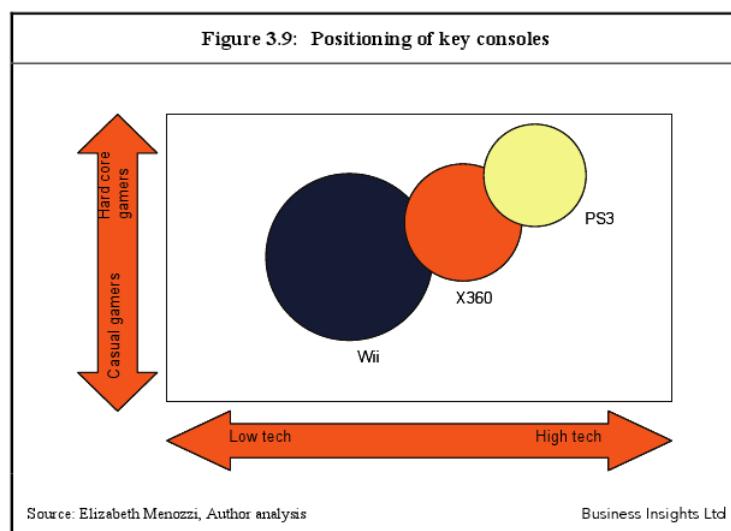 Figure 3.9: Positioning of key consoles
Hard core
gamers
Casual gamers
PS3
X360
Wii
Low tech
High tech
Source: Elizabeth Menozzi, Author analysis
Business Insights Ltd